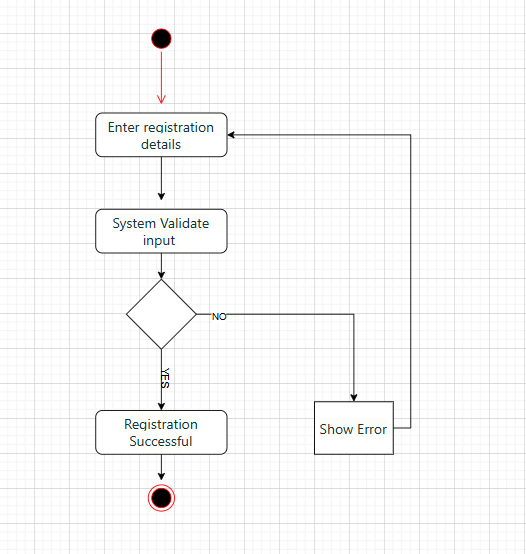 Enter registration
details
System Validate
input
NO
YES
Registration
Successful
Show Error